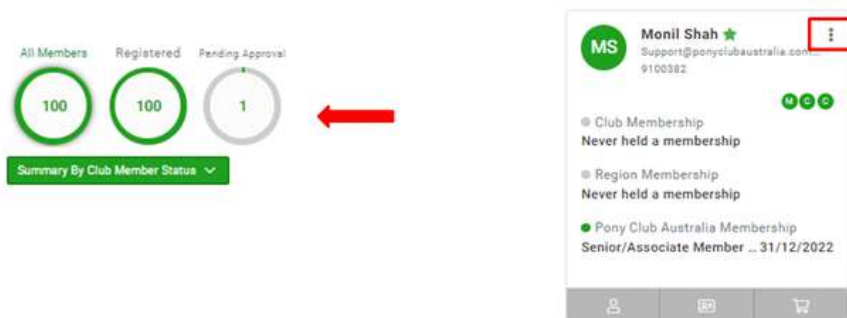 All Members Registered Pending Approval
100 100 1
Summary By Club Member Status
MS
Monil Shah
Support@ponyclubaustralia.com...
9100382
M C C
Club Membership
Never held a membership
Region Membership
Never held a membership
Pony Club Australia Membership
Senior/Associate Member ... 31/12/2022